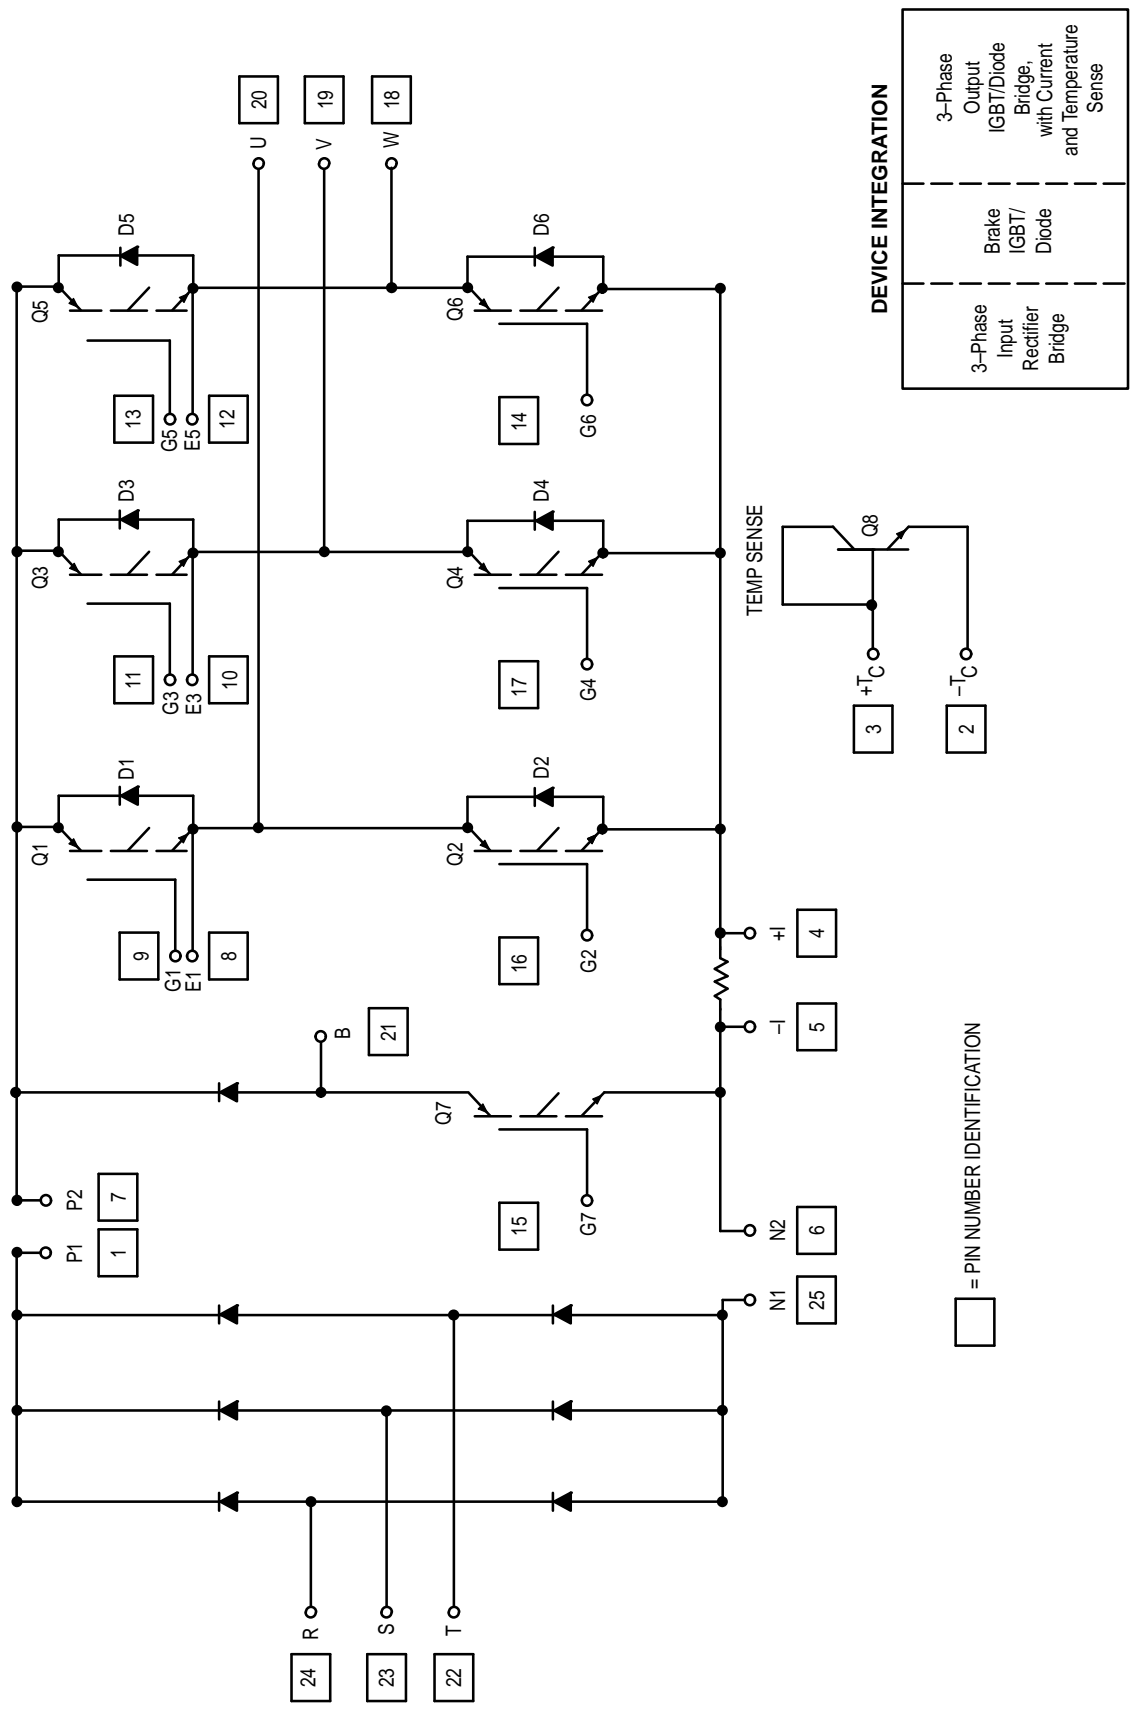 P1
1
P2
7
Q1
D1
G1
9
E1
8
Q3
D3
G3
11
E3
10
Q5
D5
G5
13
E5
12
U
20
V
19
W
18
B
21
R
24
S
23
T
22
Q7
15
G7
Q2
D2
16
G2
Q4
D4
17
G4
Q6
D6
14
G6
N1
25
N2
6
–I
5
+I
4
TEMP SENSE
Q8
3
+TC
2
–TC
= PIN NUMBER IDENTIFICATION
DEVICE INTEGRATION
3–Phase
Input
Rectifier
Bridge
Brake
IGBT/
Diode
3–Phase
Output
IGBT/Diode
Bridge,
with Current
and Temperature
Sense